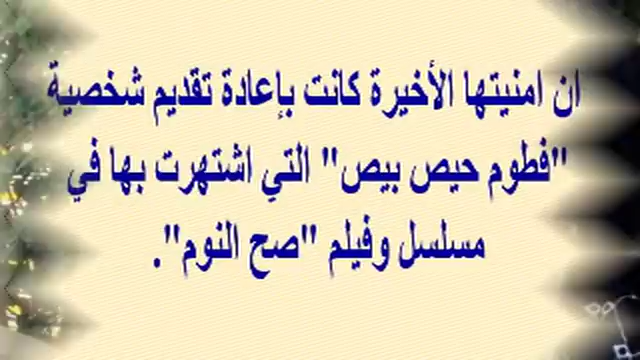 ان امنيتها الأخيرة كانت بإعادة تقديم شخصية
"فطوم حيص بيص" التي اشتهرت بها في
مسلسل وفيلم "صح النوم".